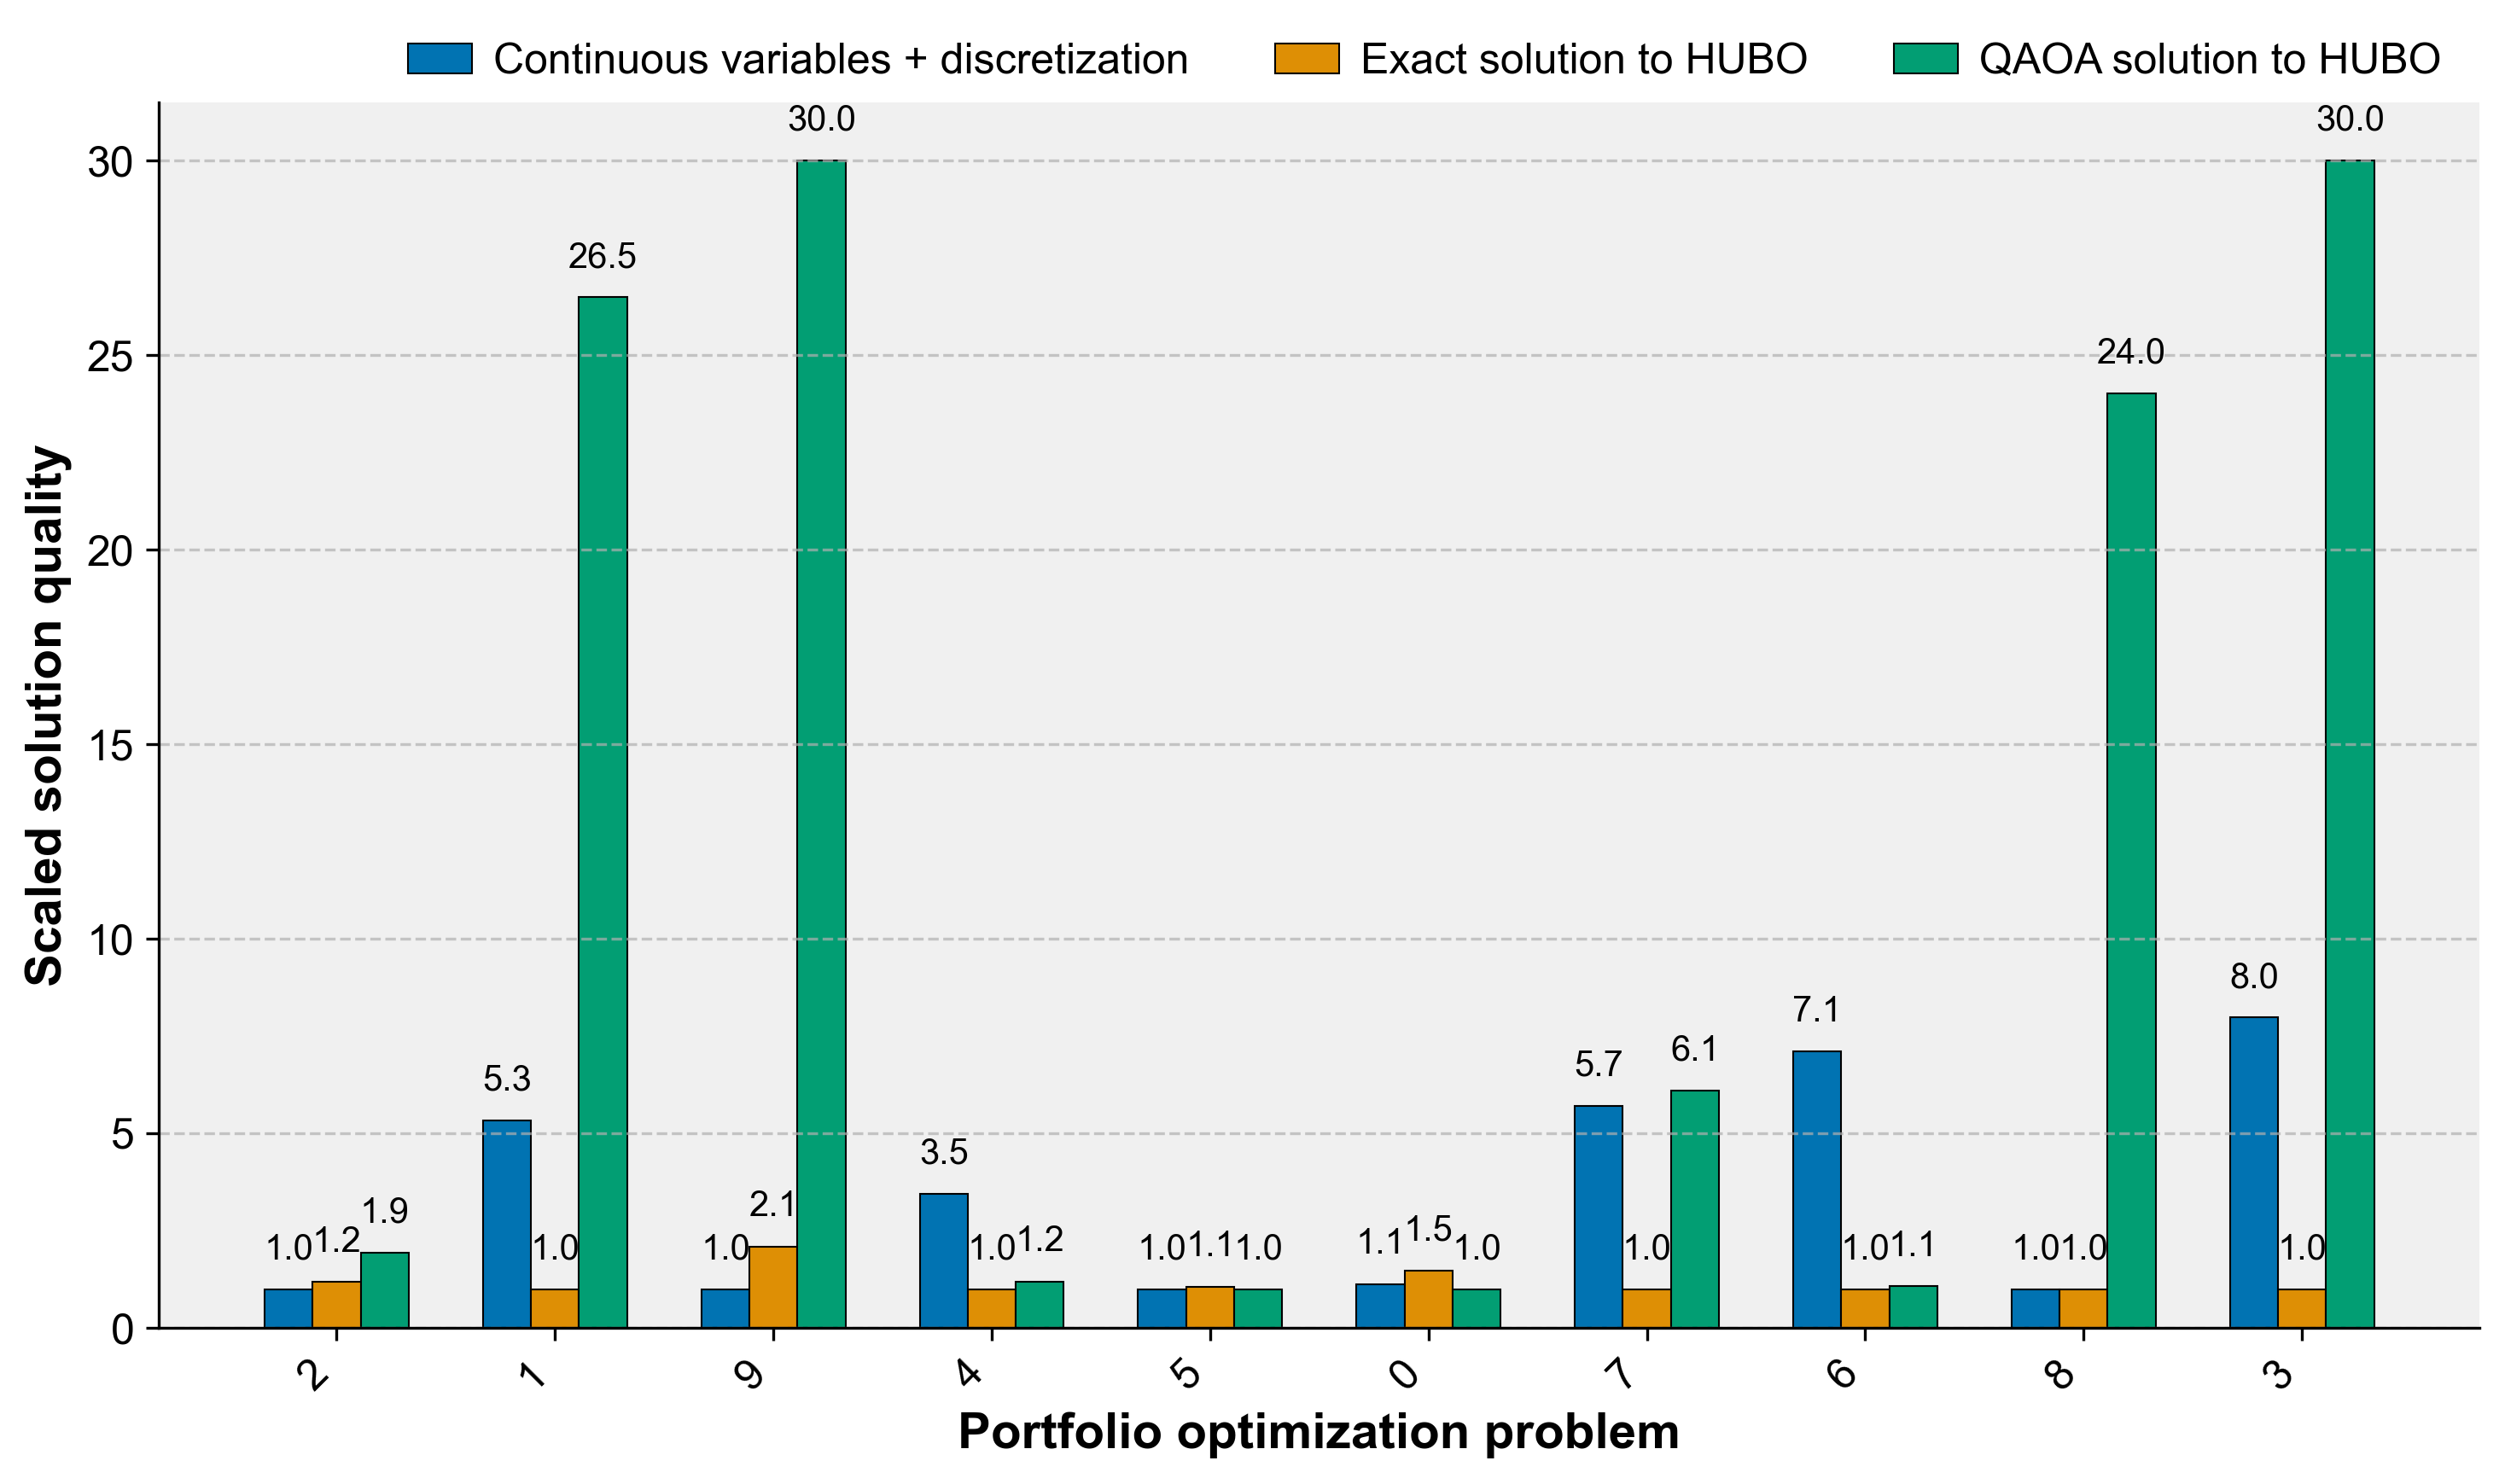 Continuous variables + discretization
Exact solution to HUBO
QAOA solution to HUBO
Scaled solution quality
30
25
20
15
10
5
0
1.0 1.2 1.9
5.3 1.0 26.5
1.0 2.1 30.0
3.5 1.0 1.2
1.0 1.1 1.0
1.1 1.5 1.0
5.7 1.0 6.1
7.1 1.0 1.1
1.0 1.0 24.0
8.0 1.0 30.0
2 1 9 4 5 0 7 6 8 3
Portfolio optimization problem